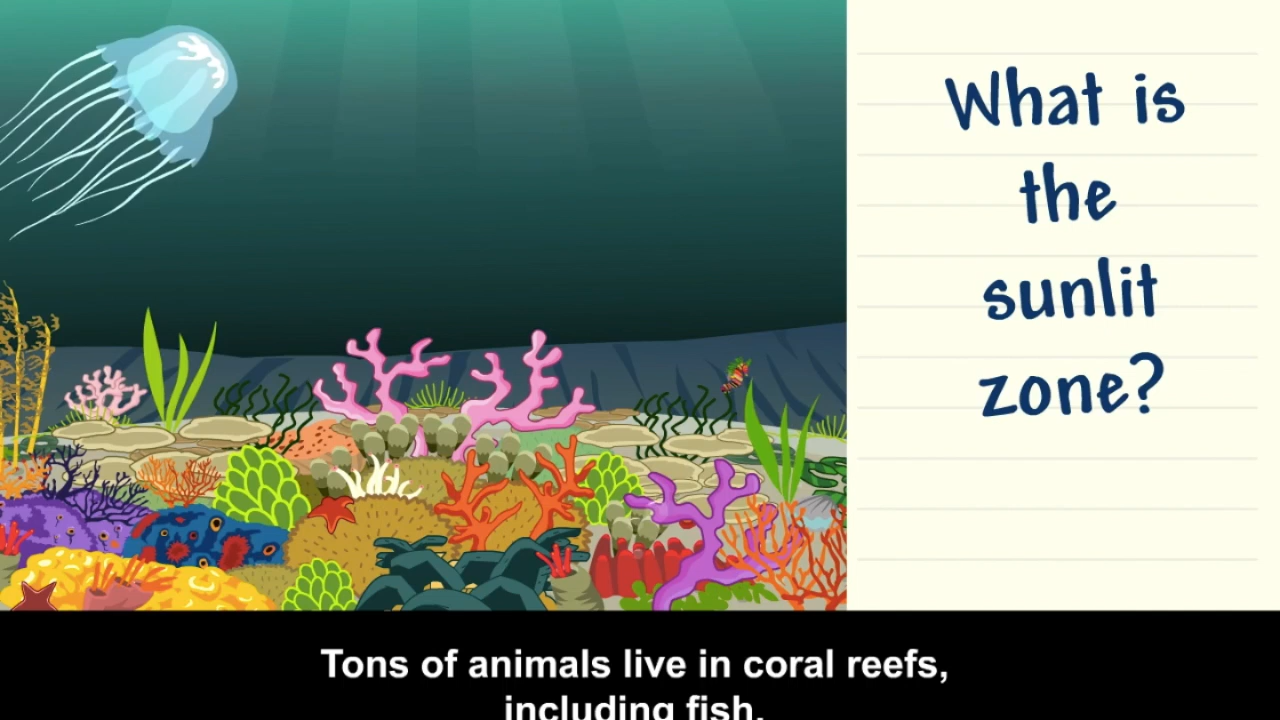 What is
the
sunlit
zone?
Tons of animals live in coral reefs,
including fish,